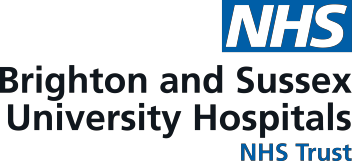 NHS
Brighton and Sussex
University Hospitals
NHS Trust